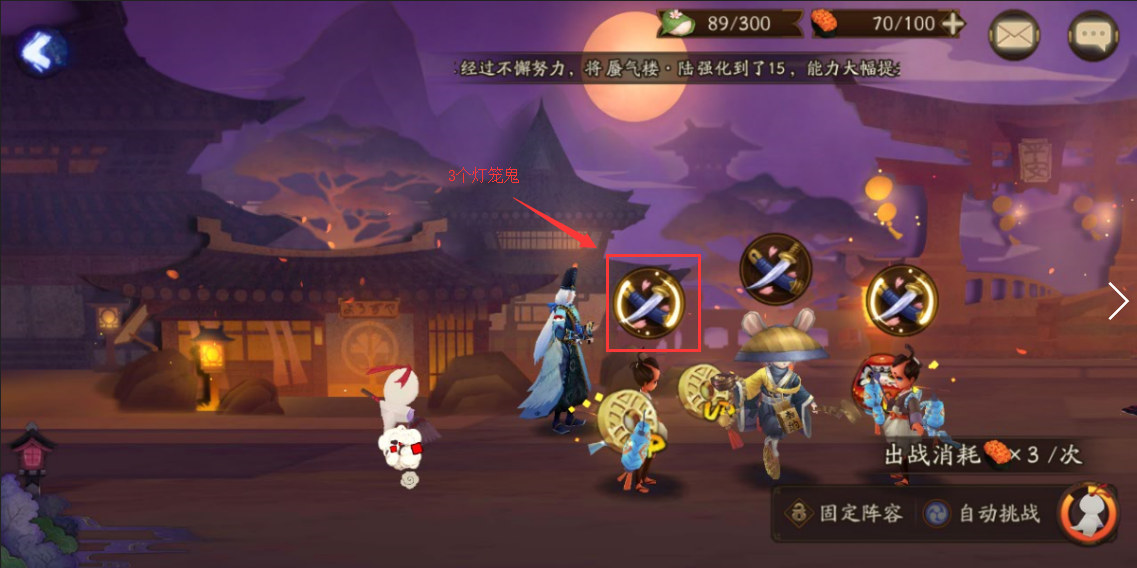 89/300
70/100
经过不懈努力，将 蜃气楼·陆强化到了15，能力大幅提
3个灯笼鬼
平安
出战消耗 ×3 /次
固定阵容
自动挑战